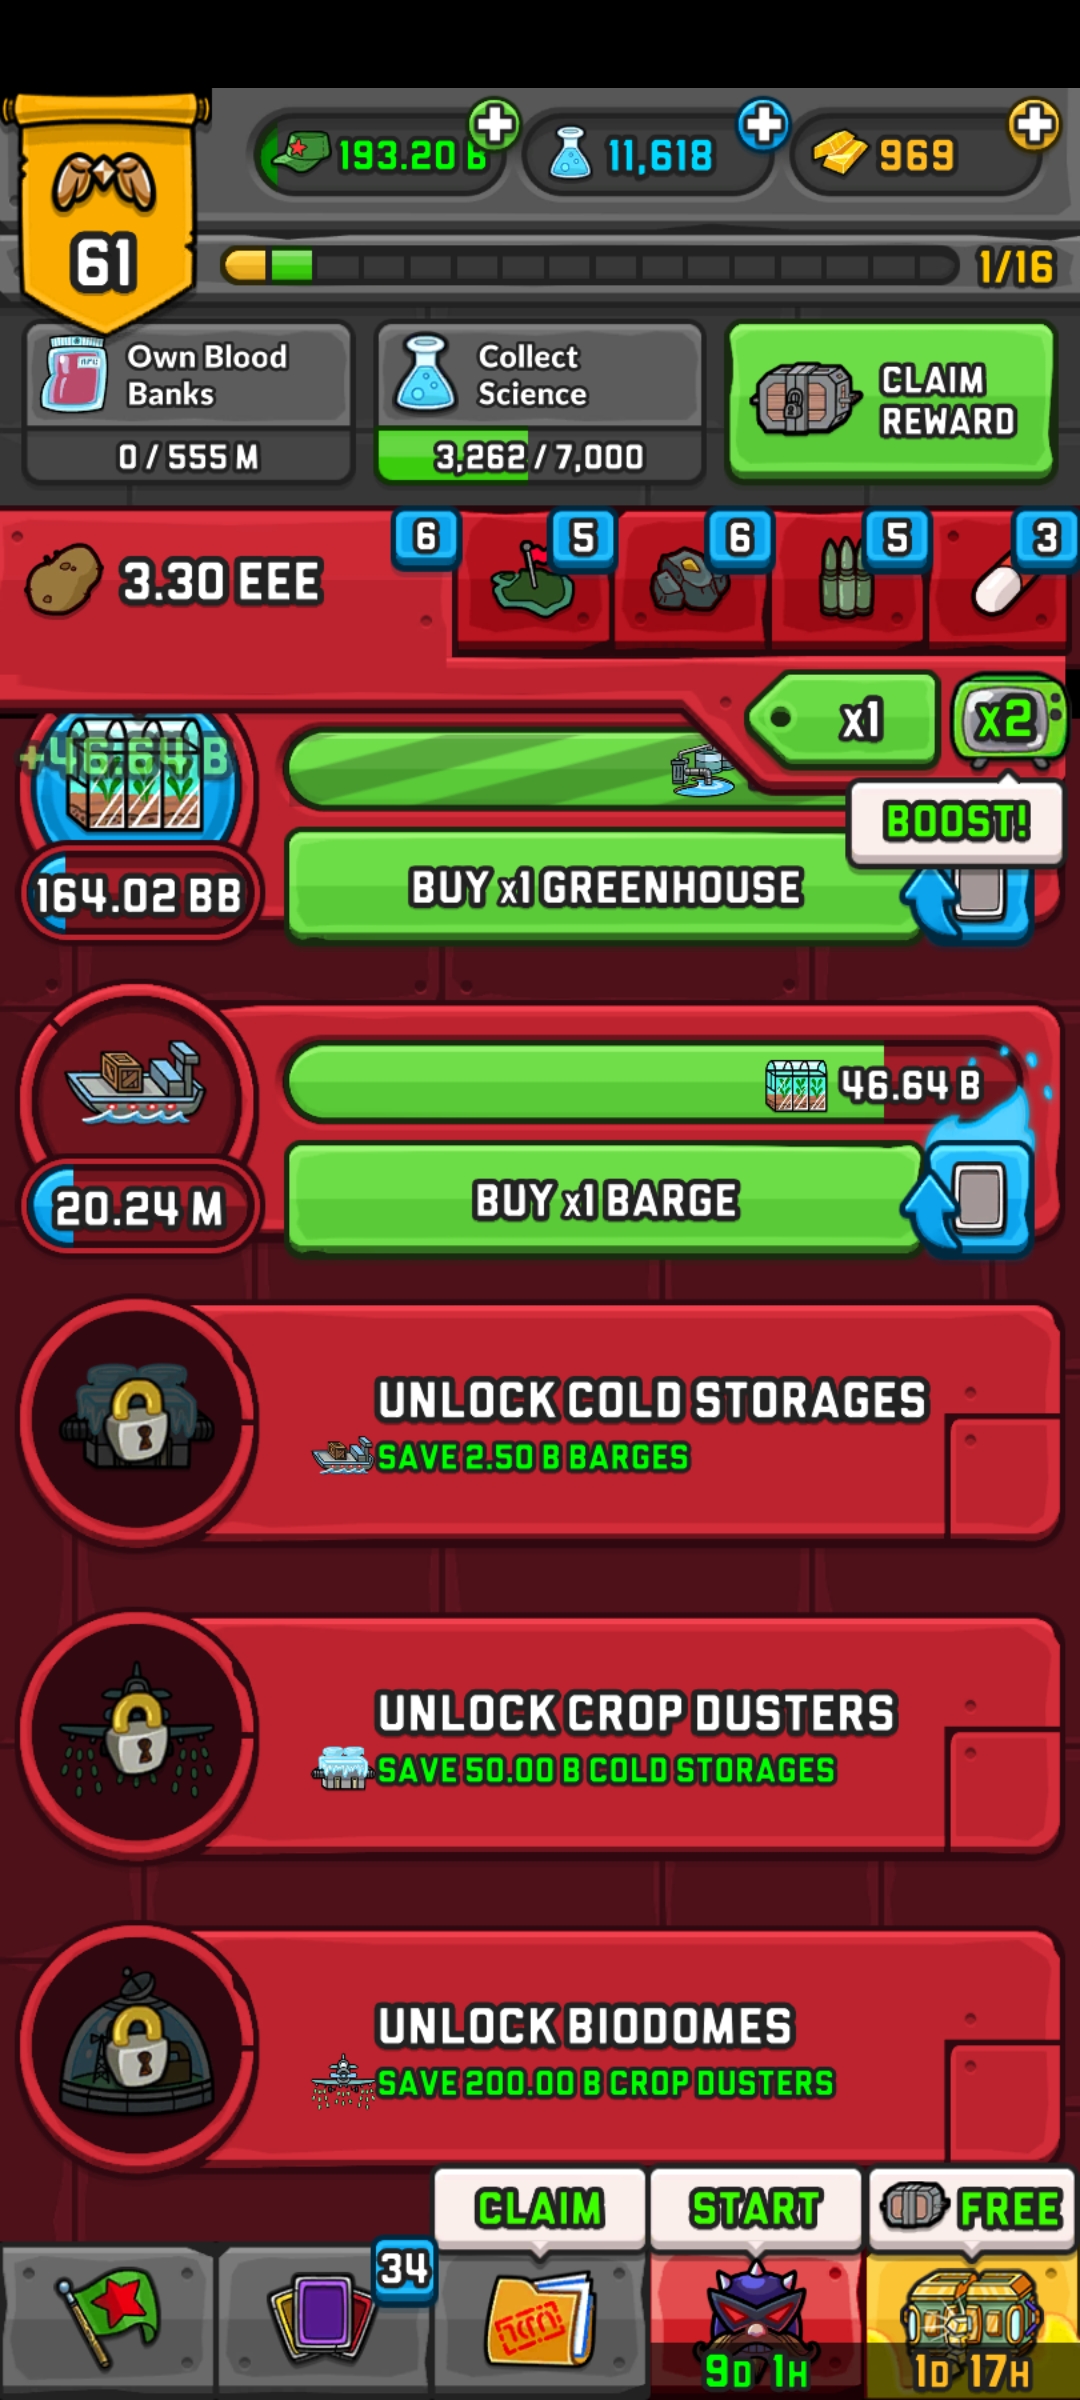 193.20 B
11,618
969
61
1/16
Own Blood
Banks
0 / 555 M
Collect
Science
3,262 / 7,000
CLAIM
REWARD
3.30 EEE
6
5
6
5
3
x1
x2
BOOST!
+46.64 B
164.02 BB
BUY x1 GREENHOUSE
46.64 B
20.24 M
BUY x1 BARGE
UNLOCK COLD STORAGES
SAVE 2.50 B BARGES
UNLOCK CROP DUSTERS
SAVE 50.00 B COLD STORAGES
UNLOCK BIODOMES
SAVE 200.00 B CROP DUSTERS
CLAIM
START
FREE
34
9D 1H
1D 17H